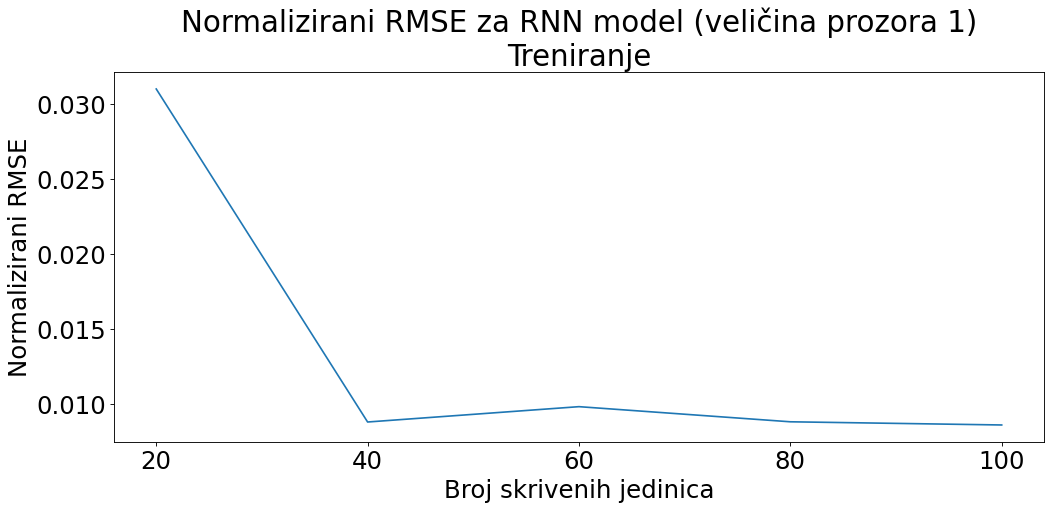 Normalizirani RMSE za RNN model (veličina prozora 1)
Treniranje
Normalizirani RMSE
0.030
0.025
0.020
0.015
0.010
20 40 60 80 100
Broj skrivenih jedinica